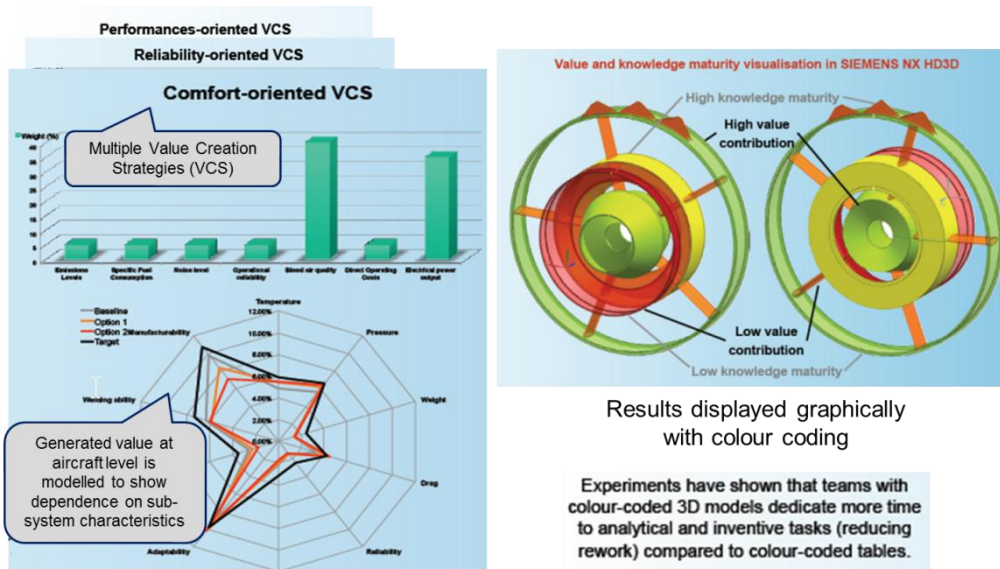 Performances-oriented VCS
Reliability-oriented VCS
Comfort-oriented VCS
Weight (%)
Multiple Value Creation
Strategies (VCS)
40
35
30
25
20
15
10
5
0
Emissions
Levels
Specific Fuel
Consumption
Noise level
Operational
reliability
Bleed air quality
Direct Operating
Costs
Electrical power
output
Baseline
Option 1
Option 2
Target
Temperature
12.00%
10.00%
8.00%
6.00%
4.00%
2.00%
0.00%
Manufacturability
Pressure
Weight
Drag
Reliability
Adaptability
Welding ability
Generated value at
aircraft level is
modelled to show
dependence on sub-
system characteristics
Value and knowledge maturity visualisation in SIEMENS NX HD3D
High knowledge maturity
High value
contribution
Low value
contribution
Low knowledge maturity
Results displayed graphically
with colour coding
Experiments have shown that teams with
colour-coded 3D models dedicate more time
to analytical and inventive tasks (reducing
rework) compared to colour-coded tables.